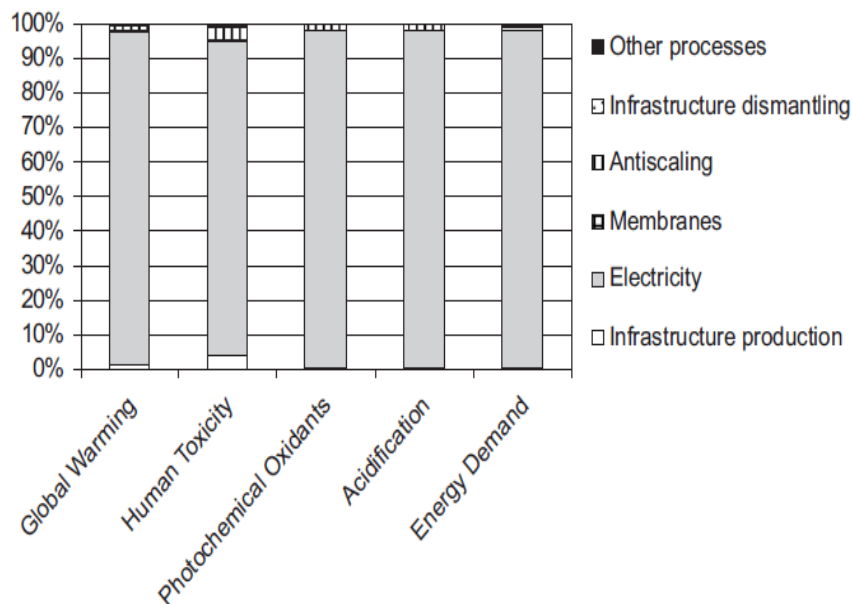 100%
90%
80%
70%
60%
50%
40%
30%
20%
10%
0%
Global Warming
Human Toxicity
Photochemical Oxidants
Acidification
Energy Demand
Other processes
Infrastructure dismantling
Antiscaling
Membranes
Electricity
Infrastructure production